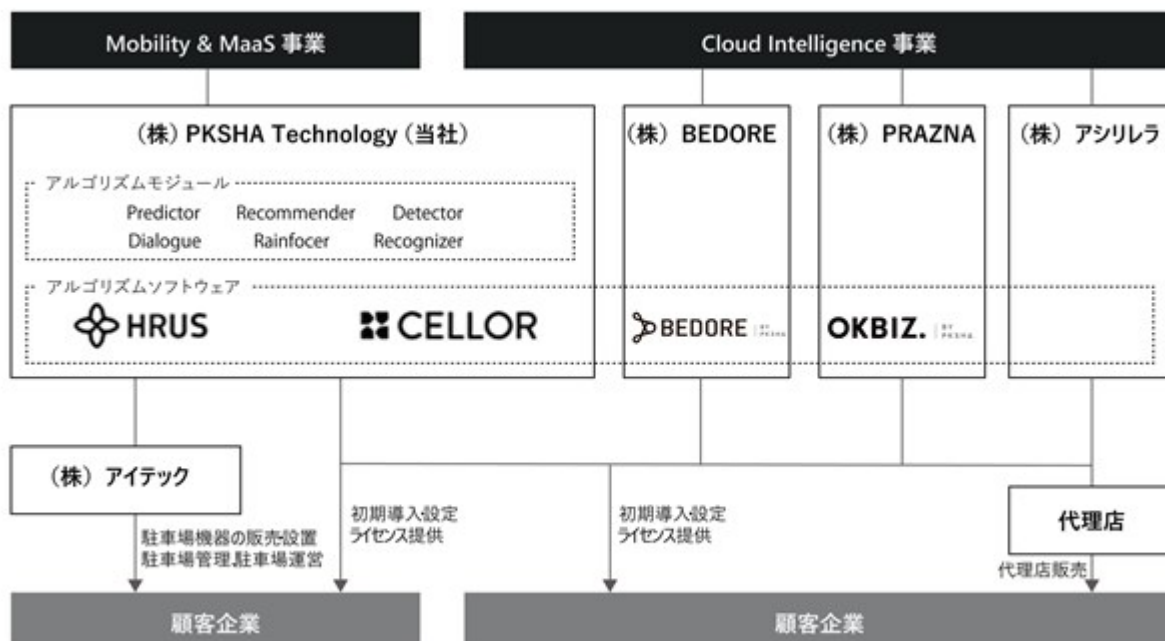 Mobility & MaaS 事業
Cloud Intelligence 事業
（株）PKSHA Technology（当社）
アルゴリズムモジュール
Predictor Recommender Detector
Dialogue Rainfocer Recognizer
アルゴリズムソフトウェア
HRUS
CELLOR
（株）BEDORE
BEDORE BY PKSHA
（株）PRAZNA
OKBIZ. BY PKSHA
（株）アシリレラ
（株）アイテック
駐車場機器の販売・設置
駐車場管理、駐車場運営
初期導入・設定
ライセンス提供
初期導入・設定
ライセンス提供
代理店
代理店販売
顧客企業
顧客企業